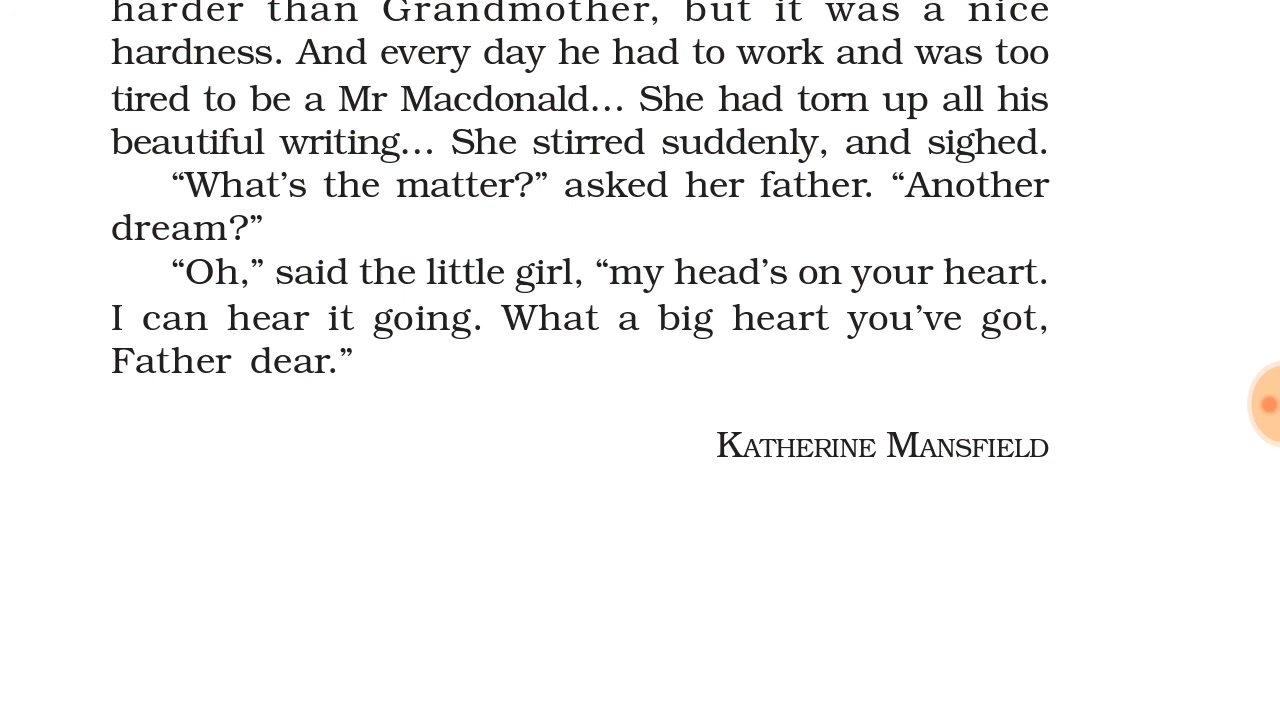 harder than Grandmother, but it was a nice
hardness. And every day he had to work and was too
tired to be a Mr Macdonald... She had torn up all his
beautiful writing... She stirred suddenly, and sighed.
“What’s the matter?” asked her father. “Another
dream?”
“Oh,” said the little girl, “my head’s on your heart.
I can hear it going. What a big heart you’ve got,
Father dear.”
KATHERINE MANSFIELD